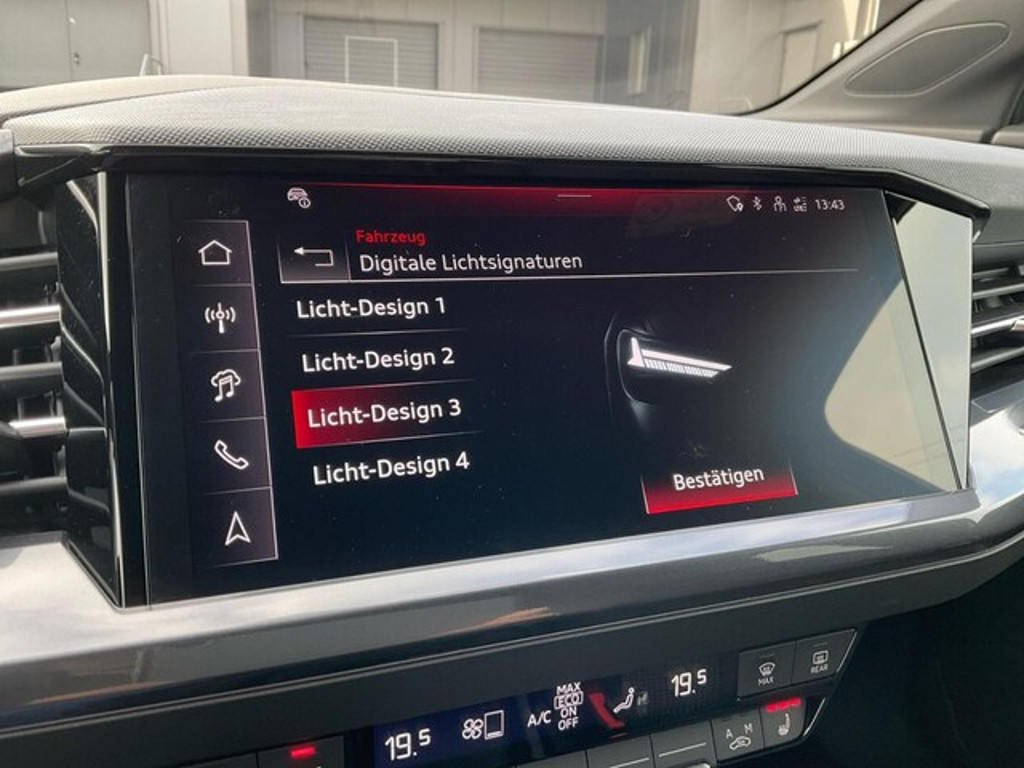 13:43
Fahrzeug
Digitale Lichtsignaturen
Licht-Design 1
Licht-Design 2
Licht-Design 3
Licht-Design 4
Bestätigen
19.5
A/C
MAX
ECO
ON
OFF
19.5
MAX
REAR
A M